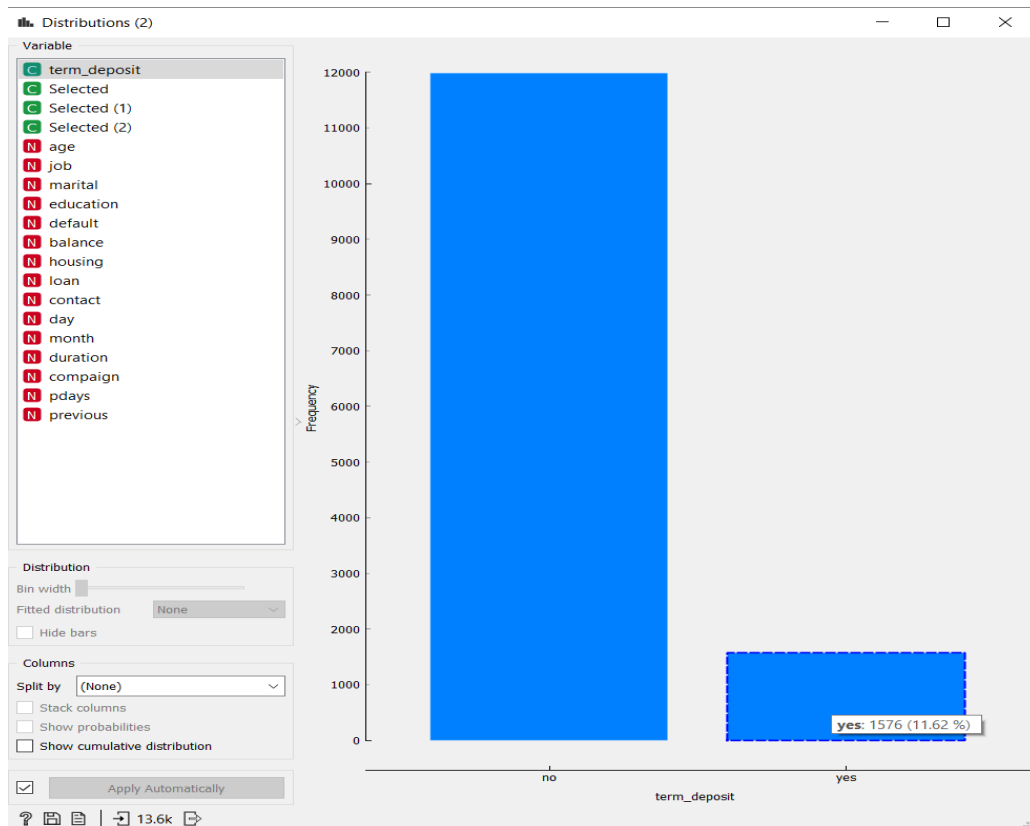 Distributions (2)
Variable
C term_deposit
C Selected
C Selected (1)
C Selected (2)
N age
N job
N marital
N education
N default
N balance
N housing
N loan
N contact
N day
N month
N duration
N compaign
N pdays
N previous
Distribution
Bin width
Fitted distribution None
Hide bars
Columns
Split by (None)
Stack columns
Show probabilities
Show cumulative distribution
Apply Automatically
? 13.6k
12000
11000
10000
9000
8000
7000
6000
5000
4000
3000
2000
1000
0
Frequency
yes: 1576 (11.62 %)
no yes
term_deposit